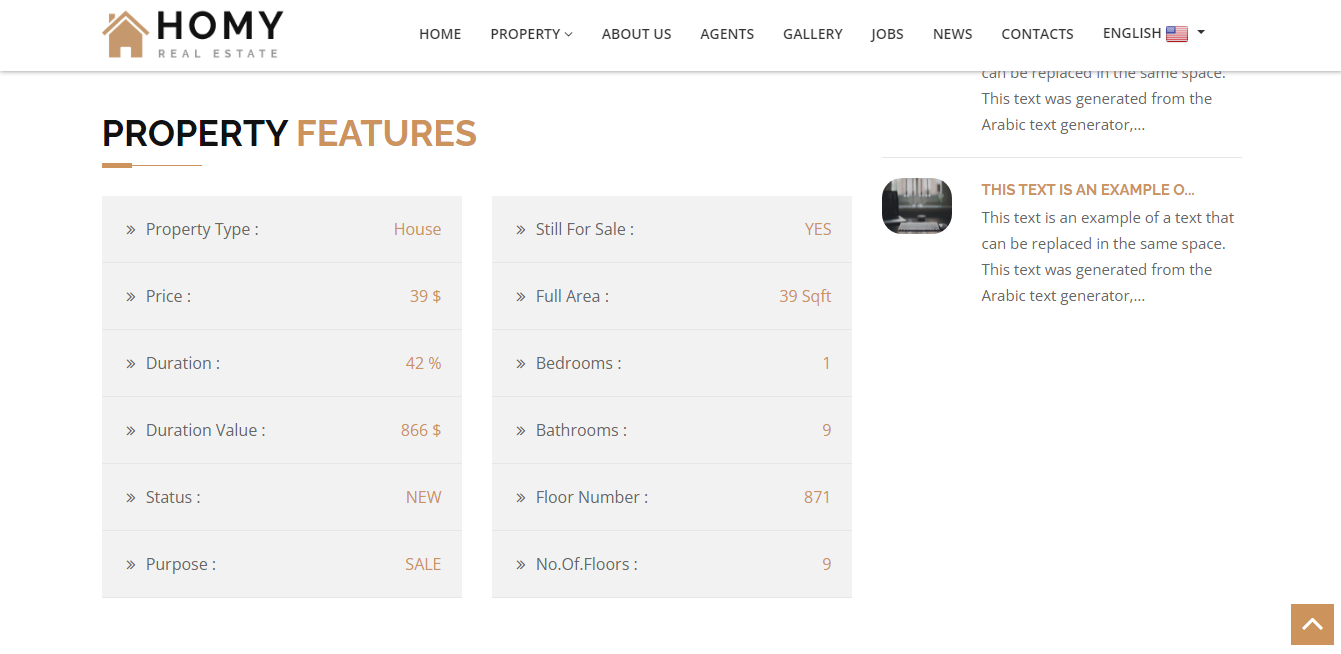 HOMY
REAL ESTATE
HOME PROPERTY ABOUT US AGENTS GALLERY JOBS NEWS CONTACTS ENGLISH
PROPERTY FEATURES
Property Type : House
Price : 39 $
Duration : 42 %
Duration Value : 866 $
Status : NEW
Purpose : SALE
Still For Sale : YES
Full Area : 39 Sqft
Bedrooms : 1
Bathrooms : 9
Floor Number : 871
No.Of.Floors : 9
can be replaced in the same space.
This text was generated from the
Arabic text generator,...
THIS TEXT IS AN EXAMPLE O...
This text is an example of a text that
can be replaced in the same space.
This text was generated from the
Arabic text generator,...